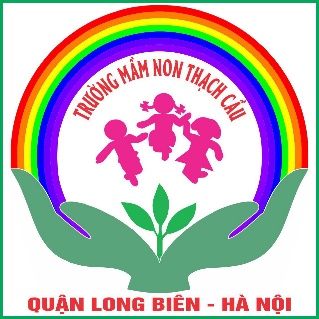 TRƯỜNG MẦM NON THẠCH CẦU
QUẬN LONG BIÊN - HÀ NỘI